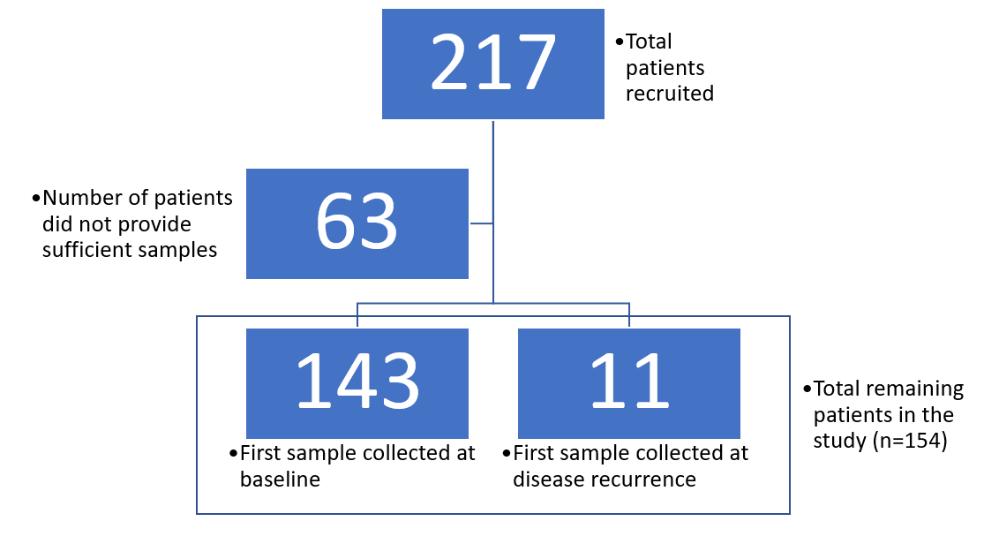 217
•Total
patients
recruited
•Number of patients
did not provide
sufficient samples
63
143
11
•First sample collected at
baseline
•First sample collected at
disease recurrence
•Total remaining
patients in the
study (n=154)